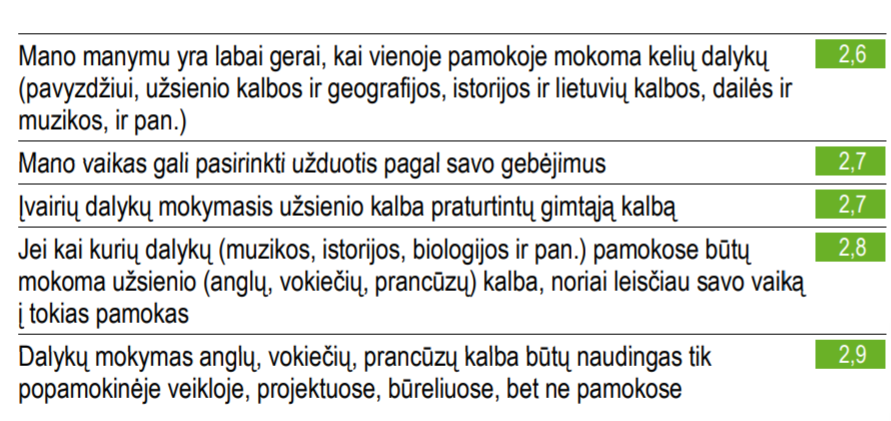 Mano manymu yra labai gerai, kai vienoje pamokoje mokoma kelių dalykų 2,6
(pavyzdžiui, užsienio kalbos ir geografijos, istorijos ir lietuvių kalbos, dailės ir
muzikos, ir pan.)
Mano vaikas gali pasirinkti užduotis pagal savo gebėjimus 2,7
Įvairių dalykų mokymasis užsienio kalba praturtintų gimtąją kalbą 2,7
Jei kai kurių dalykų (muzikos, istorijos, biologijos ir pan.) pamokose būtų 2,8
mokoma užsienio (anglų, vokiečių, prancūzų) kalba, noriai leisčiau savo vaiką
į tokias pamokas
Dalykų mokymas anglų, vokiečių, prancūzų kalba būtų naudingas tik 2,9
popamokinėje veikloje, projektuose, būreliuose, bet ne pamokose